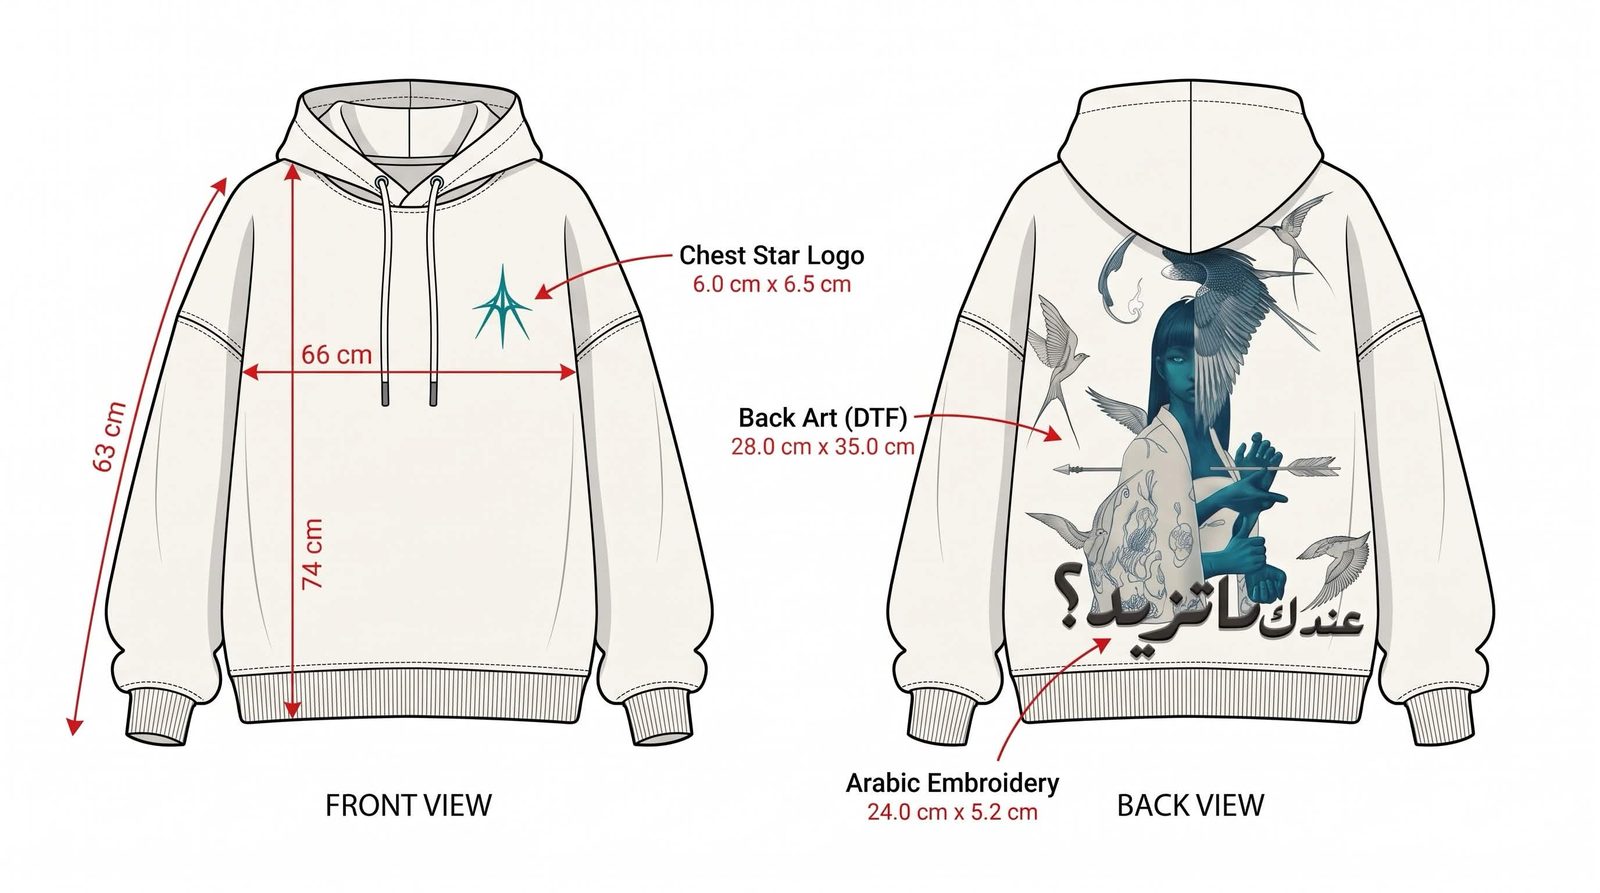 Chest Star Logo
6.0 cm x 6.5 cm
66 cm
63 cm
74 cm
Back Art (DTF)
28.0 cm x 35.0 cm
عندك ماتزيد؟
Arabic Embroidery
24.0 cm x 5.2 cm
FRONT VIEW
BACK VIEW